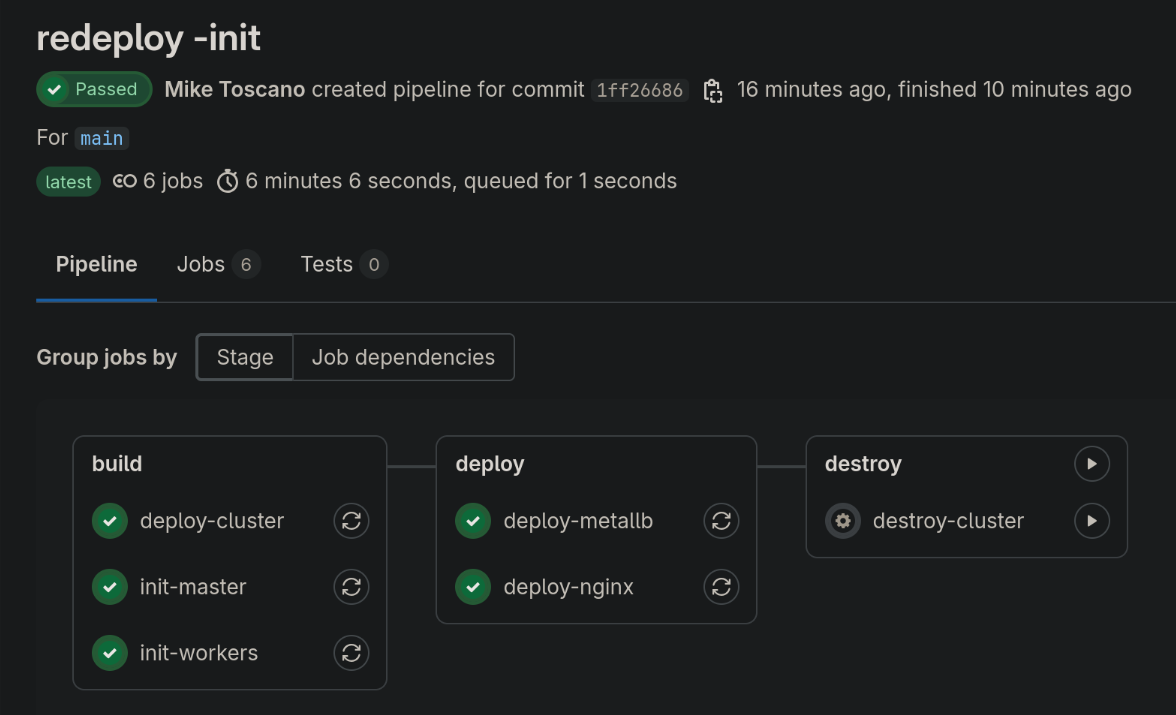 redeploy -init
Passed Mike Toscano created pipeline for commit 1ff26686 16 minutes ago, finished 10 minutes ago
For main
latest 6 jobs 6 minutes 6 seconds, queued for 1 seconds
Pipeline Jobs 6 Tests 0
Group jobs by Stage Job dependencies
build
deploy-cluster
init-master
init-workers
deploy
deploy-metallb
deploy-nginx
destroy
destroy-cluster